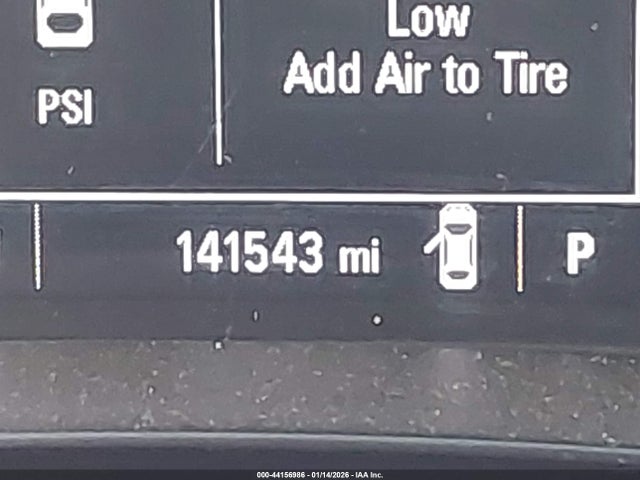 Low
Add Air to Tire
PSI
141543 mi
P
000-44156986 - 01/14/2026 - IAA Inc.